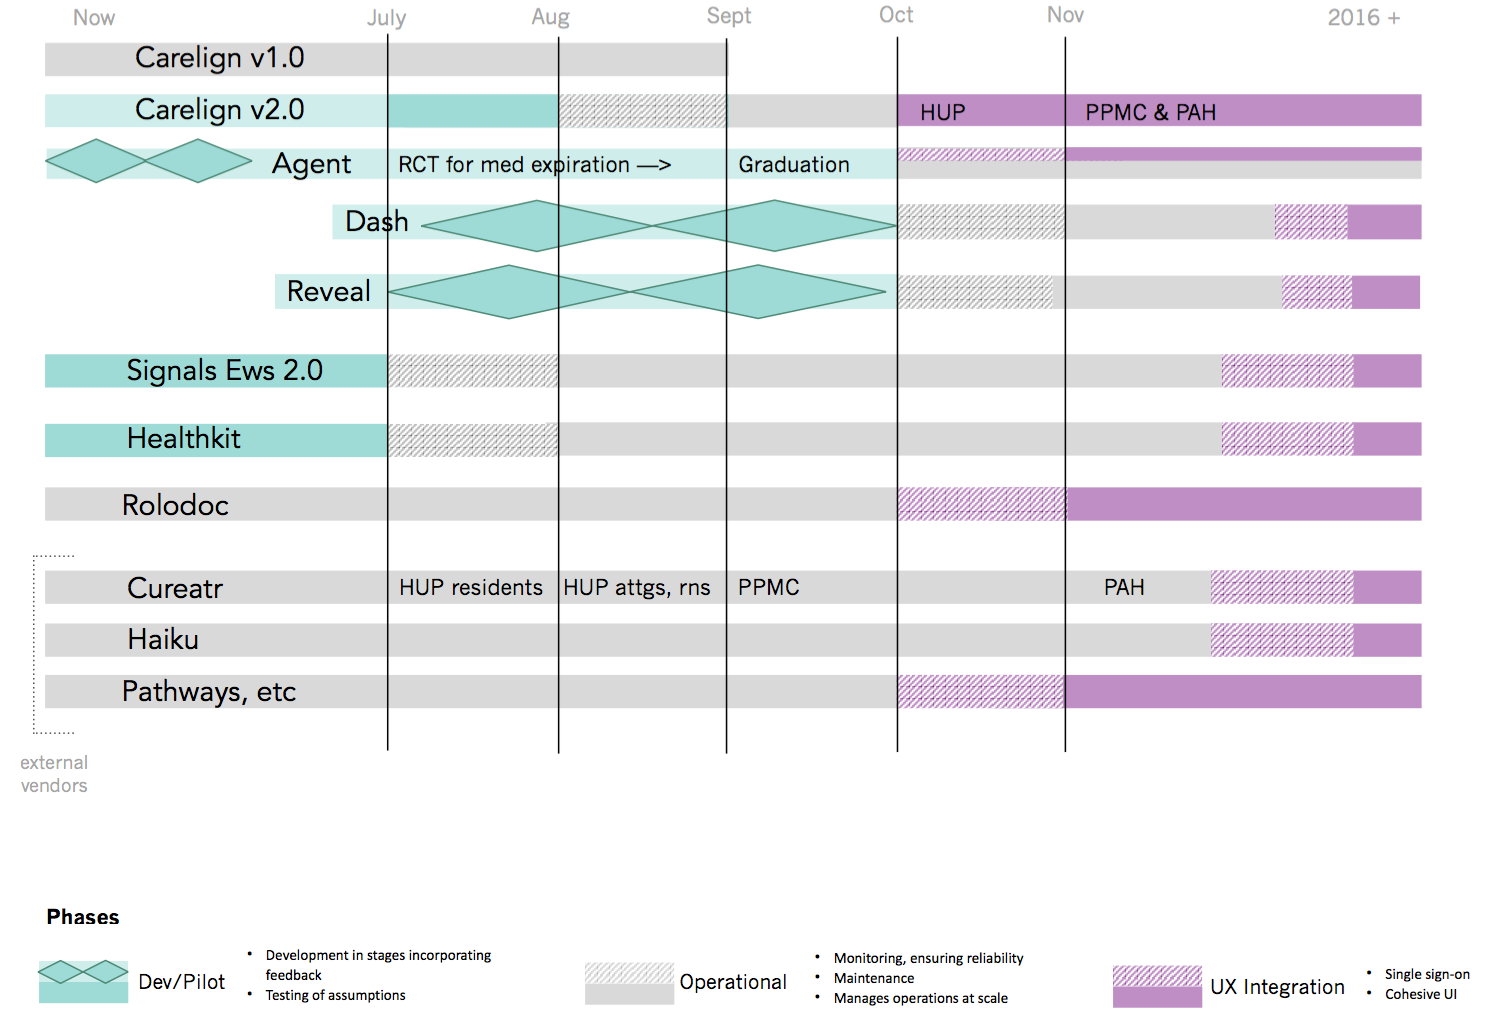 Now July Aug Sept Oct Nov 2016 +
Carelign v1.0
Carelign v2.0 HUP PPMC & PAH
Agent RCT for med expiration —> Graduation
Dash
Reveal
Signals Ews 2.0
Healthkit
Rolodoc
Cureatr HUP residents HUP attgs, rns PPMC PAH
Haiku
Pathways, etc
external
vendors
Phases
Dev/Pilot
• Development in stages incorporating
feedback
• Testing of assumptions
Operational
• Monitoring, ensuring reliability
• Maintenance
• Manages operations at scale
UX Integration
• Single sign-on
• Cohesive UI